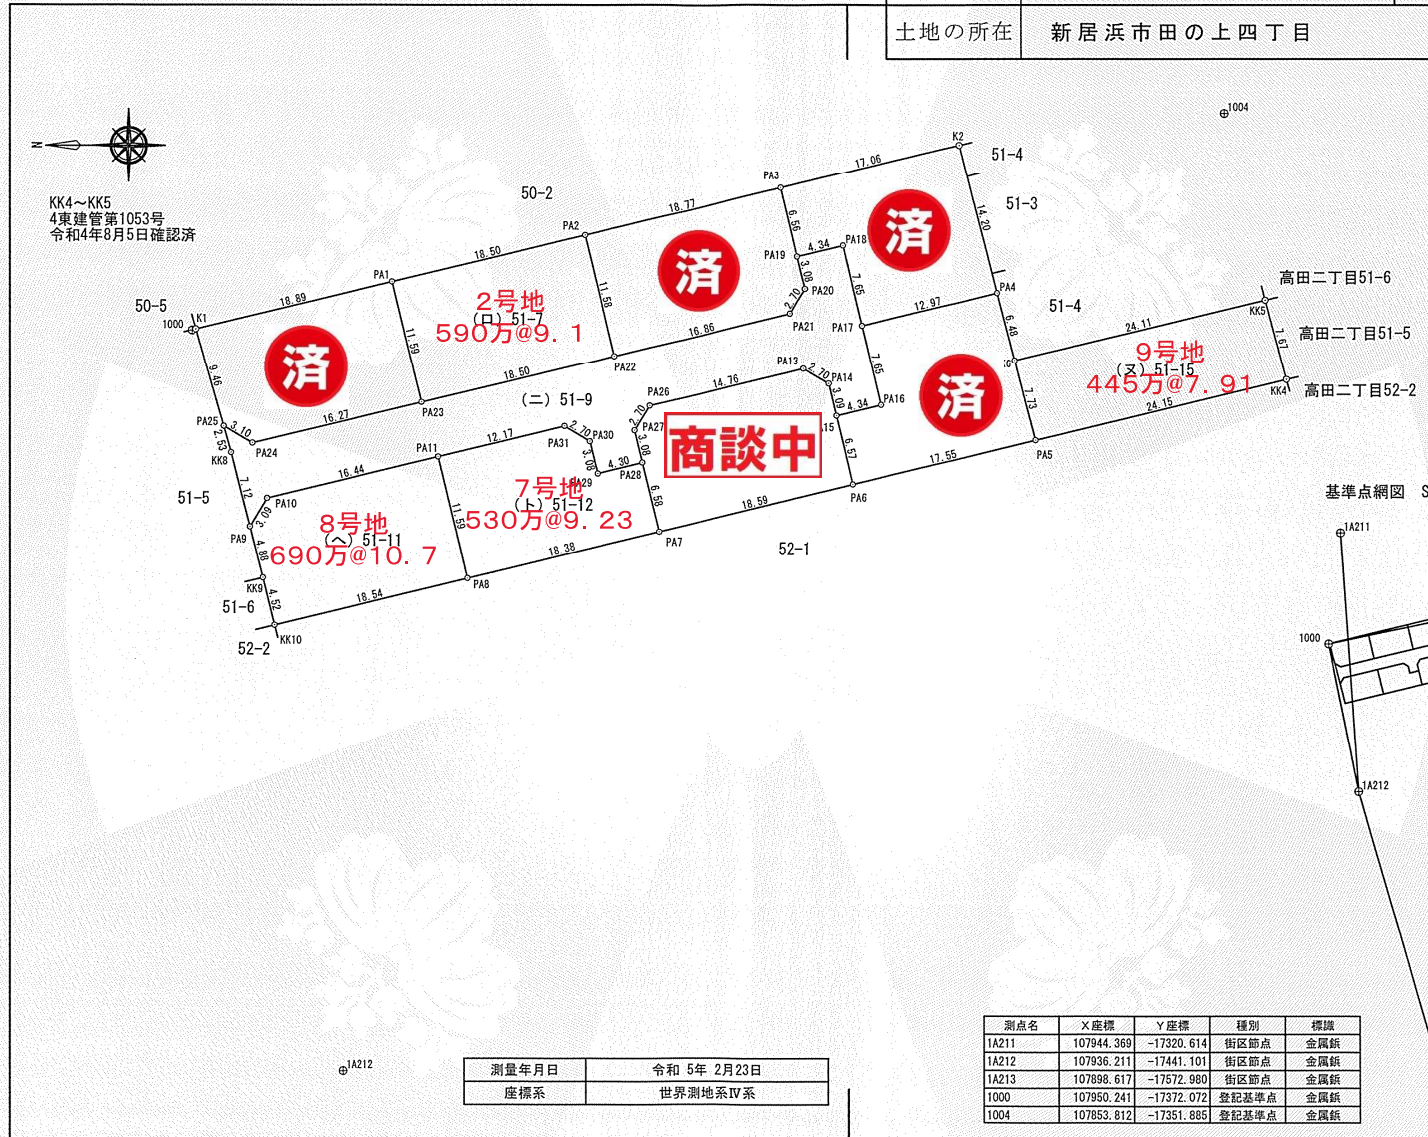 土地の所在 新居浜市田の上四丁目
1004
N
KK4～KK5
4東建管第1053号
令和4年8月5日確認済
K2
51-4
17.06
PA3
50-2
51-3
18.77
6.56
14.20
PA2
済
PA18
4.34
PA19
済
18.50
3.08
PA1
高田二丁目51-6
PA20
7.65
PA4
2.70
18.89
2号地
11.58
12.97
50-5
51-4
KK5
(ロ) 51-7
PA21
K1
1000
PA17
6.48
24.11
高田二丁目51-5
590万@9.1
16.86
7.67
11.59
9号地
PA22
PA13
済
2.70
(ヌ) 51-15
9.46
18.50
PA14
7.65
445万@7.91
KK4
高田二丁目52-2
14.76
PA26
3.09
済
24.15
(ニ) 51-9
4.34
PA16
7.73
16.27
PA23
2.70
PA25
3.10
PA27
2.70
PA30
12.17
PA31
2.53
PA24
PA11
商談中
6.57
17.55
PA5
KK8
3.08
3.08
16.44
4.30
PA28
7.12
51-5
7号地
PA6
基準点網図
PA10
(ト) 51-12
6.58
18.59
3.09
8号地
11.59
530万@9.23
1A211
PA9
(ヘ) 51-11
PA7
690万@10.7
18.38
52-1
4.88
KK9
PA8
18.54
51-6
4.52
KK10
52-2
1000
1A212
1A212
測量年月日 令和 5年 2月23日
座標系 世界測地系Ⅳ系
測点名 X座標 Y座標 種別 標識
1A211 107944.369 -17320.614 街区節点 金属鋲
1A212 107936.211 -17441.101 街区節点 金属鋲
1A213 107898.617 -17572.980 街区節点 金属鋲
1000 107950.241 -17372.072 登記基準点 金属鋲
1004 107853.812 -17351.885 登記基準点 金属鋲